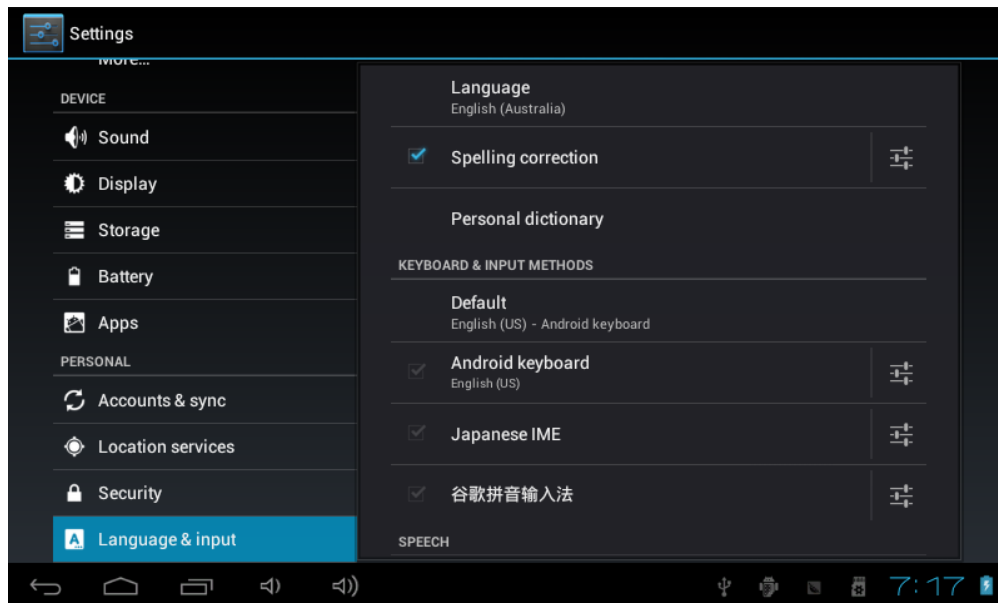 Settings
More...
DEVICE
Sound
Display
Storage
Battery
Apps
PERSONAL
Accounts & sync
Location services
Security
Language & input
Language
English (Australia)
Spelling correction
Personal dictionary
KEYBOARD & INPUT METHODS
Default
English (US) - Android keyboard
Android keyboard
English (US)
Japanese IME
谷歌拼音输入法
SPEECH
7:17